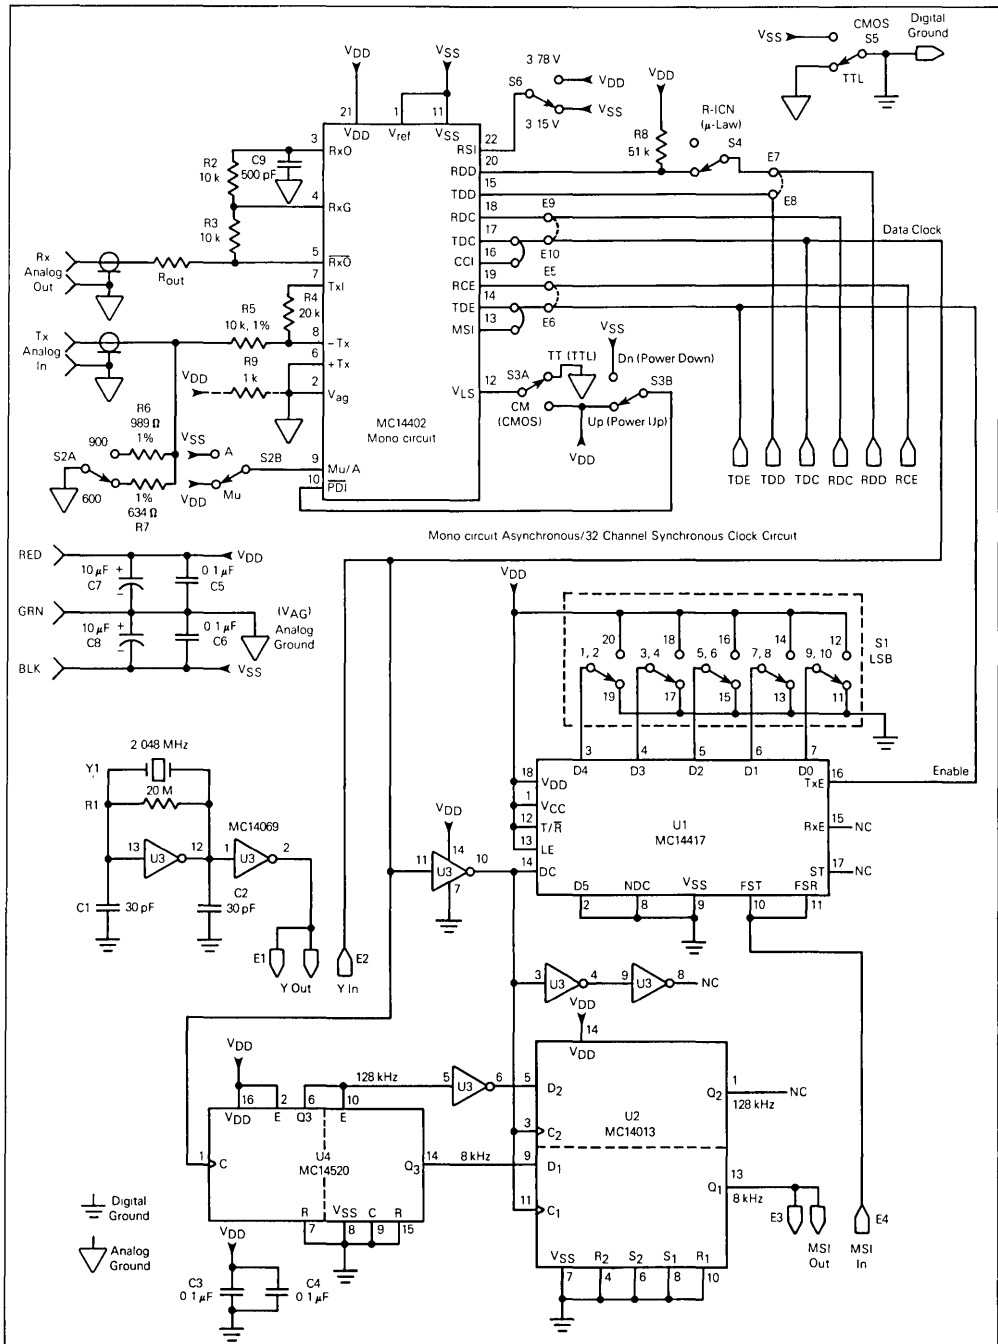 CMOS
S5
Digital
Ground
VSS
TTL
VDD
VSS
3 78 V
S6
VDD
VSS
3 15 V
VDD
R8
51 k
R-ICN
(μ-Law)
S4
21
1
11
VDD
Vref
VSS
3
RxO
RSI
22
R2
10 k
C9
500 pF
RDD
20
E7
4
RxG
TDD
15
E8
R3
10 k
RDC
18
E9
TDC
17
E10
Data Clock
Rx
Analog
Out
Rout
5
RxO
CCI
16
7
TxI
RCE
19
E5
R4
20 k
TDE
14
E6
MSI
13
Tx
Analog
In
R5
10 k, 1%
8
–Tx
6
+Tx
VSS
Dn (Power Down)
VDD
R9
1 k
2
Vag
VLS
12
S3A
TT (TTL)
S3B
CM
(CMOS)
Up (Power Up)
VDD
MC14402
Mono circuit
R6
989 Ω
1%
900
VSS
A
S2A
S2B
9
Mu/A
10
PDI
600
1%
634 Ω
R7
VDD
Mu
TDE
TDD
TDC
RDC
RDD
RCE
Mono circuit Asynchronous/32 Channel Synchronous Clock Circuit
RED
10 μF
C7
+
–
0 1 μF
C5
VDD
GRN
(VAG)
Analog
Ground
10 μF
C8
+
–
0 1 μF
C6
BLK
VSS
VDD
20
18
16
14
12
S1
LSB
1, 2
3, 4
5, 6
7, 8
9, 10
19
17
15
13
11
3
4
5
6
7
D4
D3
D2
D1
D0
16
TxE
Enable
18
VDD
1
VCC
12
T/R
13
LE
14
DC
U1
MC14417
RxE
15
NC
ST
17
NC
D5
NDC
VSS
FST
FSR
2
8
9
10
11
2 048 MHz
Y1
20 M
R1
MC14069
13
U3
12
1
U3
2
C1
30 pF
C2
30 pF
VDD
14
11
U3
10
7
E1
Y Out
E2
Y In
3
U3
4
9
U3
8
NC
VDD
14
VDD
VDD
16
2
6
10
VDD
E
Q3
E
128 kHz
5
U3
6
5
D2
Q2
1
NC
128 kHz
U2
MC14013
3
C2
1
C
U4
MC14520
Q3
14
8 kHz
9
D1
Q1
13
8 kHz
11
C1
R
VSS
C
R
7
8
9
15
E3
MSI
Out
E4
MSI
In
VSS
R2
S2
S1
R1
7
4
6
8
10
Digital
Ground
Analog
Ground
VDD
C3
0 1 μF
C4
0 1 μF